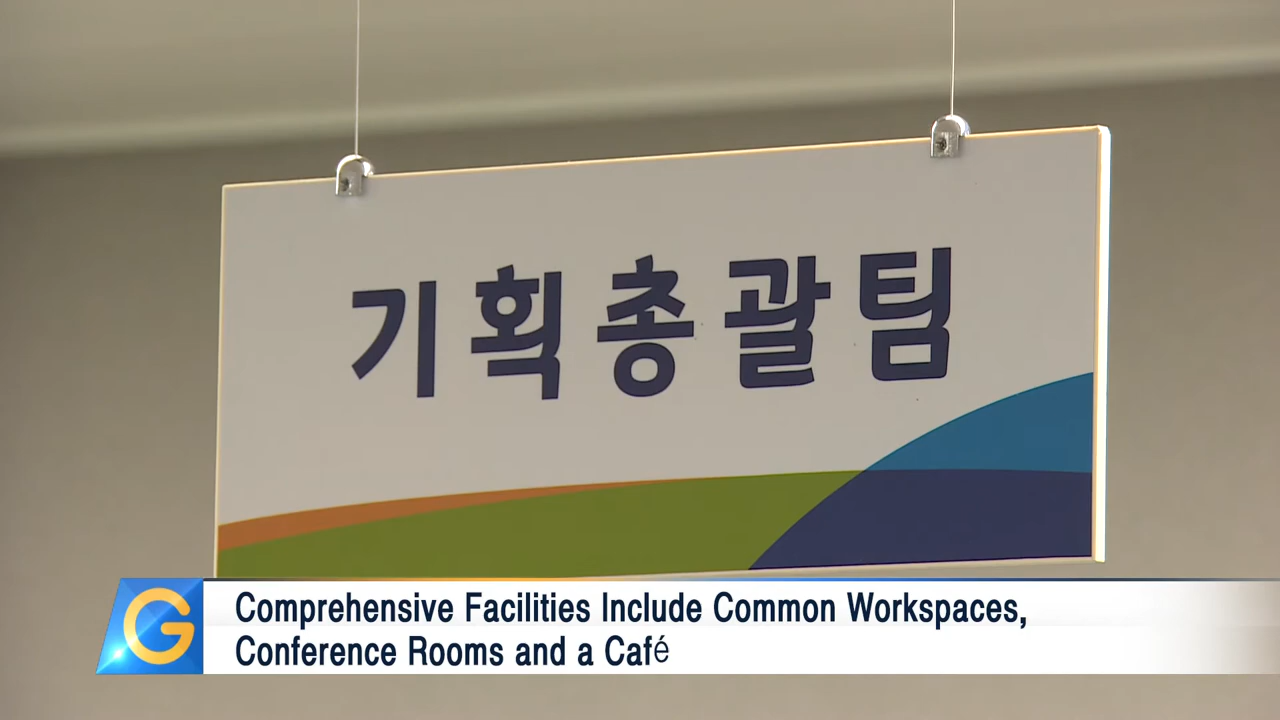 기획총괄팀
G
Comprehensive Facilities Include Common Workspaces,
Conference Rooms and a Café